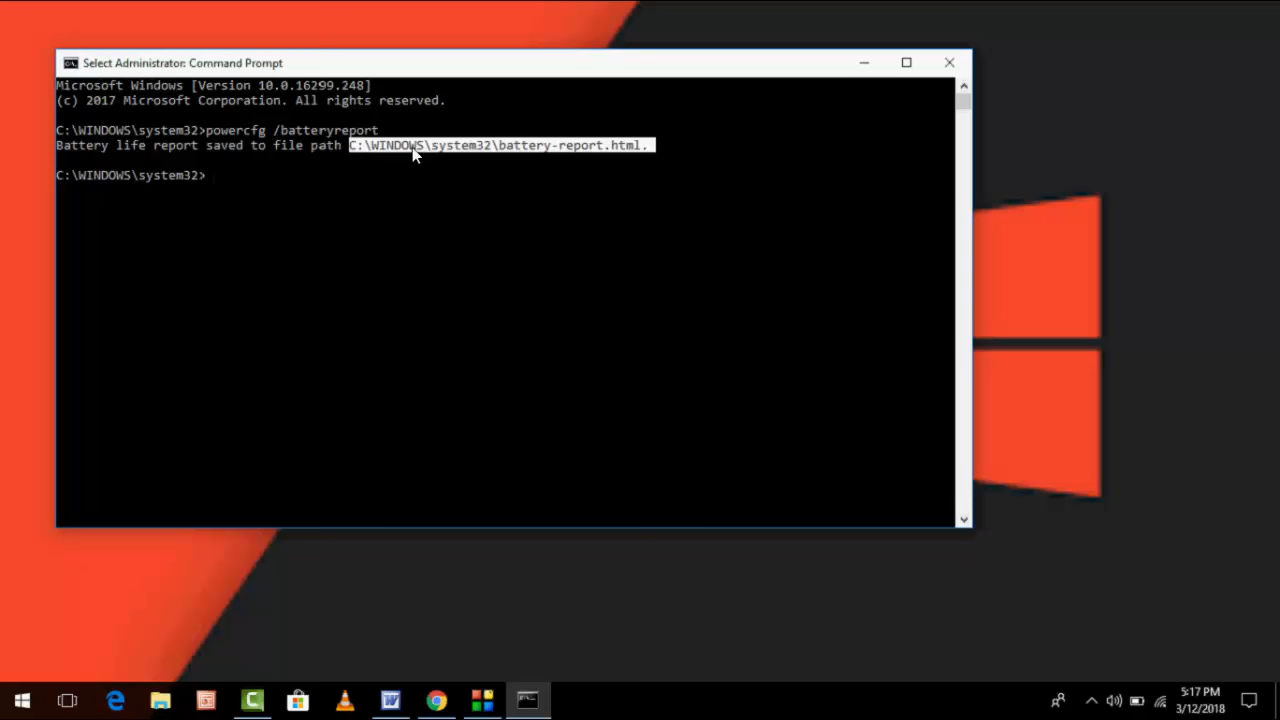 Select Administrator: Command Prompt
Microsoft Windows [Version 10.0.16299.248]
(c) 2017 Microsoft Corporation. All rights reserved.
C:\WINDOWS\system32>powercfg /batteryreport
Battery life report saved to file path C:\WINDOWS\system32\battery-report.html.
C:\WINDOWS\system32>
5:17 PM
3/12/2018